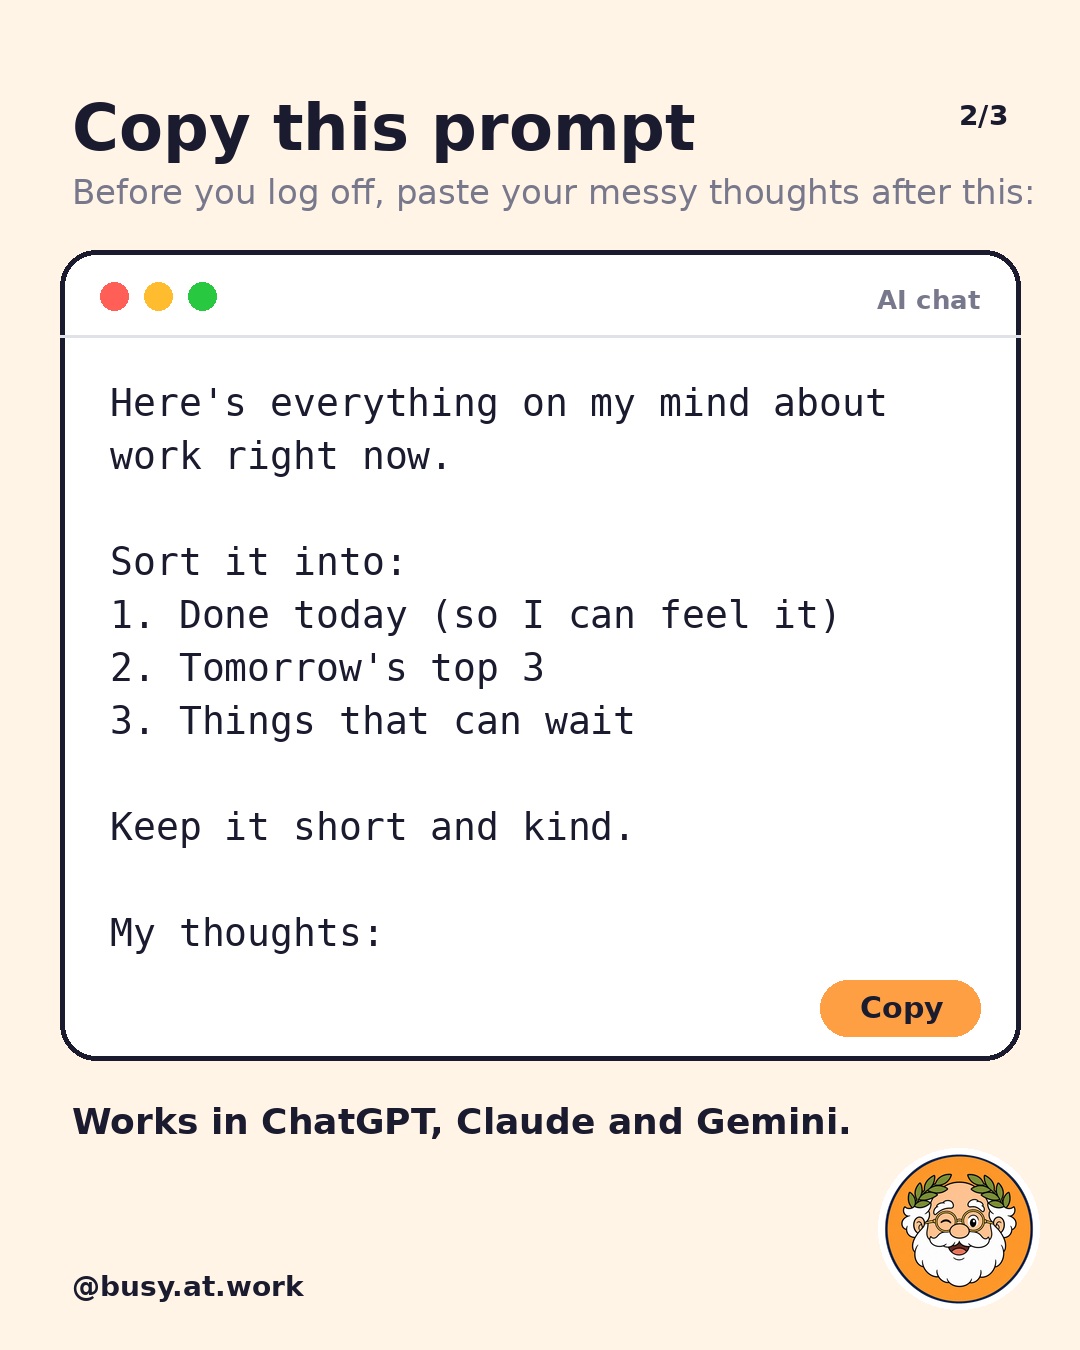 Copy this prompt
2/3
Before you log off, paste your messy thoughts after this:
AI chat
Here's everything on my mind about
work right now.
Sort it into:
1. Done today (so I can feel it)
2. Tomorrow's top 3
3. Things that can wait
Keep it short and kind.
My thoughts:
Copy
Works in ChatGPT, Claude and Gemini.
@busy.at.work